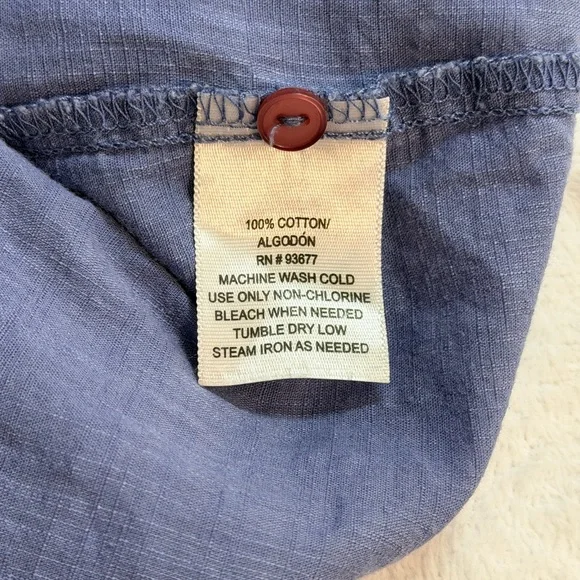 100% COTTON/
ALGODÓN
RN # 93677
MACHINE WASH COLD
USE ONLY NON-CHLORINE
BLEACH WHEN NEEDED
TUMBLE DRY LOW
STEAM IRON AS NEEDED